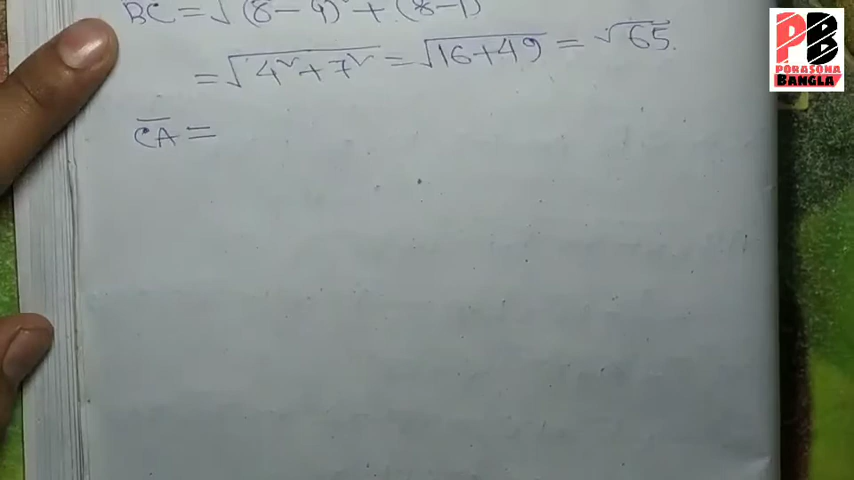 BC = √(8-4)² + (8-1)²
= √4² + 7² = √16+49 = √65.
CA =
PB
PORASONA
BANGLA